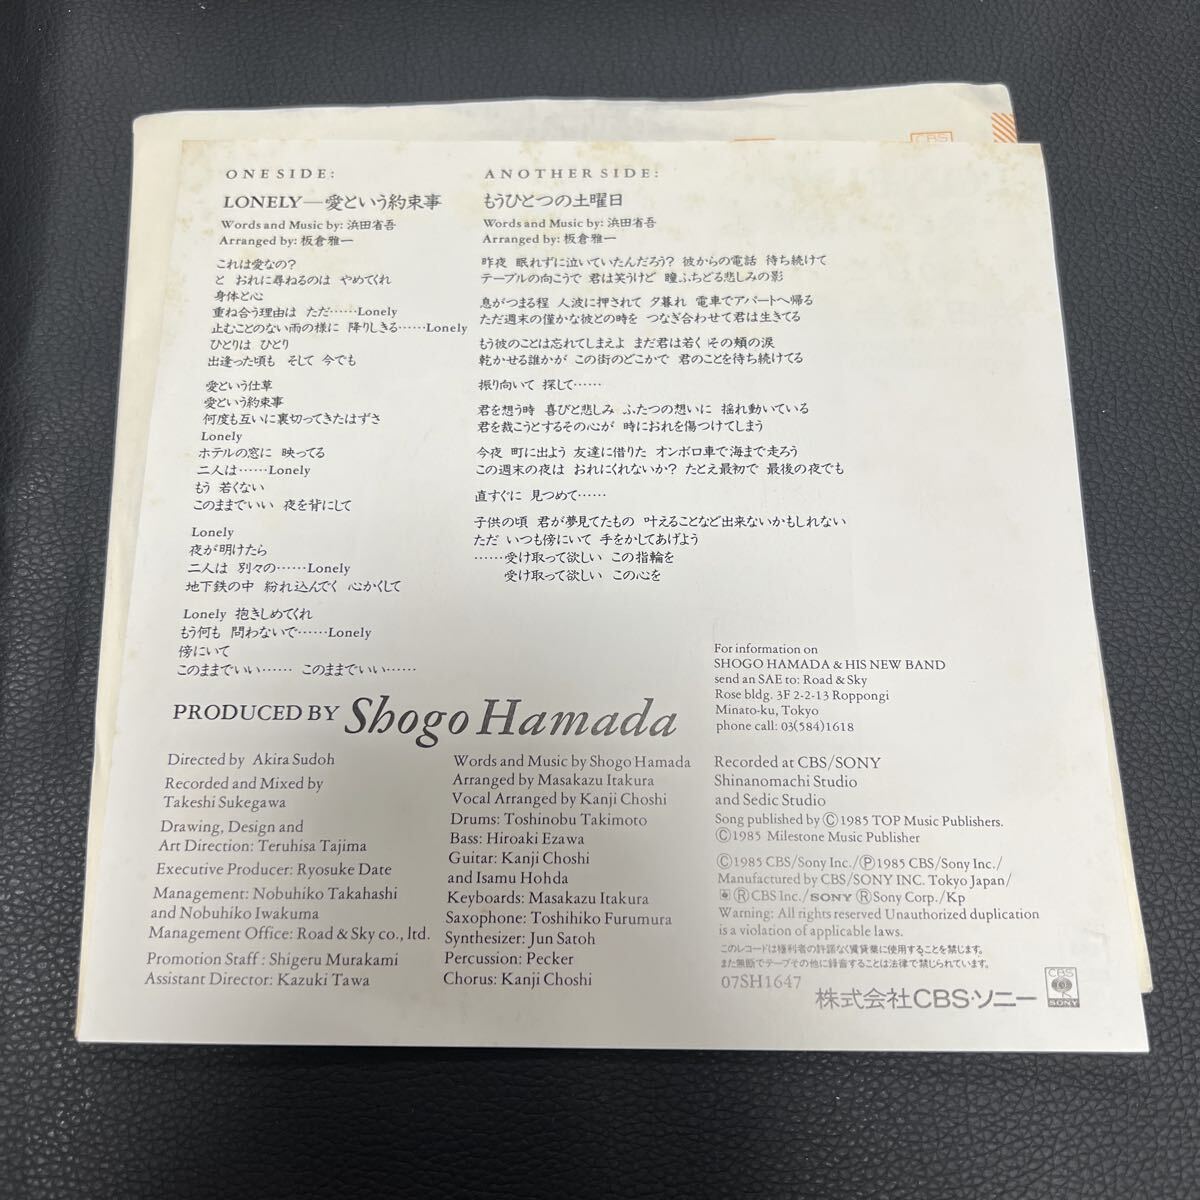 CBS
ONE SIDE:
LONELY—愛という約束事
Words and Music by: 浜田省吾
Arranged by: 板倉雅一
これは愛なの?
と おれに尋ねるのは やめてくれ
身体と心
重ね合う理由は ただ……Lonely
止むことのない雨の様に 降りしきる……Lonely
ひとりは ひとり
出逢った頃も そして 今でも
愛という仕草
愛という約束事
何度も互いに裏切ってきたはずさ
Lonely
ホテルの窓に 映ってる
二人は……Lonely
もう 若くない
このままでいい 夜を背にして
Lonely
夜が明けたら
二人は 別々の……Lonely
地下鉄の中 紛れ込んでく 心かくして
Lonely 抱きしめてくれ
もう何も 問わないで……Lonely
傍にいて
このままでいい…… このままでいい……
ANOTHER SIDE:
もうひとつの土曜日
Words and Music by: 浜田省吾
Arranged by: 板倉雅一
昨夜 眠れずに泣いていたんだろう? 彼からの電話 待ち続けて
テーブルの向こうで 君は笑うけど 瞳ふちどる悲しみの影
息がつまる程 人波に押されて 夕暮れ 電車でアパートへ帰る
ただ週末の僅かな彼との時を つなぎ合わせて君は生きてる
もう彼のことは忘れてしまえよ まだ君は若く その頬の涙
乾かせる誰かが この街のどこかで 君のことを待ち続けてる
振り向いて 探して……
君を想う時 喜びと悲しみ ふたつの想いに 揺れ動いている
君を裁こうとするその心が 時におれを傷つけてしまう
今夜 町に出よう 友達に借りた オンボロ車で海まで走ろう
この週末の夜は おれにくれないか? たとえ最初で 最後の夜でも
直すぐに 見つめて……
子供の頃 君が夢見てたもの 叶えることなど出来ないかもしれない
ただ いつも傍にいて 手をかしてあげよう
……受け取って欲しい この指輪を
受け取って欲しい この心を
For information on
SHOGO HAMADA & HIS NEW BAND
send an SAE to: Road & Sky
Rose bldg. 3F 2-2-13 Roppongi
Minato-ku, Tokyo
phone call: 03(584)1618
PRODUCED BY Shogo Hamada
Directed by Akira Sudoh
Recorded and Mixed by
Takeshi Sukegawa
Drawing, Design and
Art Direction: Teruhisa Tajima
Executive Producer: Ryosuke Date
Management: Nobuhiko Takahashi
and Nobuhiko Iwakuma
Management Office: Road & Sky co., ltd.
Promotion Staff : Shigeru Murakami
Assistant Director: Kazuki Tawa
Words and Music by Shogo Hamada
Arranged by Masakazu Itakura
Vocal Arranged by Kanji Choshi
Drums: Toshinobu Takimoto
Bass: Hiroaki Ezawa
Guitar: Kanji Choshi
and Isamu Hohda
Keyboards: Masakazu Itakura
Saxophone: Toshihiko Furumura
Synthesizer: Jun Satoh
Percussion: Pecker
Chorus: Kanji Choshi
Recorded at CBS/SONY
Shinanomachi Studio
and Sedic Studio
Song published by Ⓒ 1985 TOP Music Publishers.
Ⓒ 1985 Milestone Music Publisher
Ⓒ 1985 CBS/Sony Inc./Ⓟ 1985 CBS/Sony Inc./
Manufactured by CBS/SONY INC. Tokyo Japan/
Ⓡ CBS Inc./SONY Ⓡ Sony Corp./Kp
Warning: All rights reserved Unauthorized duplication
is a violation of applicable laws.
このレコードは権利者の許諾なく賃貸業に使用することを禁じます。
また無断でテープその他に録音することは法律で禁じられています。
07SH1647
株式会社CBS・ソニー
CBS
SONY